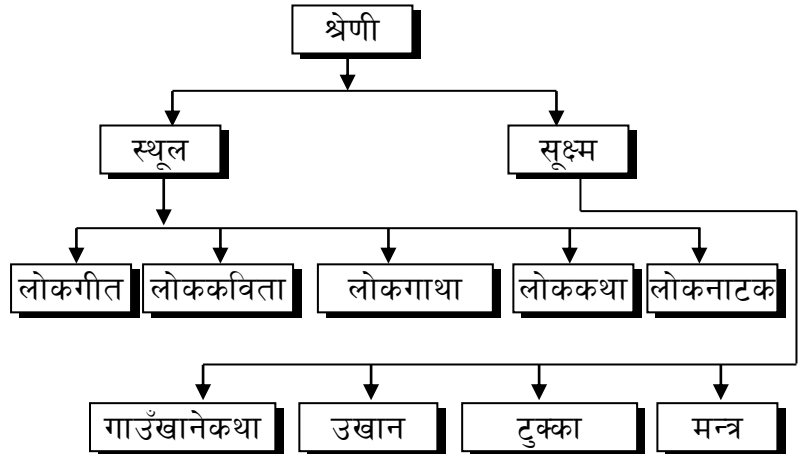 श्रेणी
स्थूल सूक्ष्म
लोकगीत लोककविता लोकगाथा लोककथा लोकनाटक
गाउँखानेकथा उखान टुक्का मन्त्र